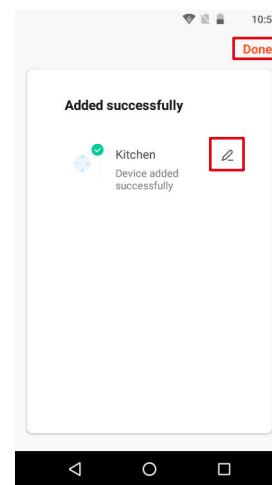 10:5
Done
Added successfully
Kitchen
Device added
successfully